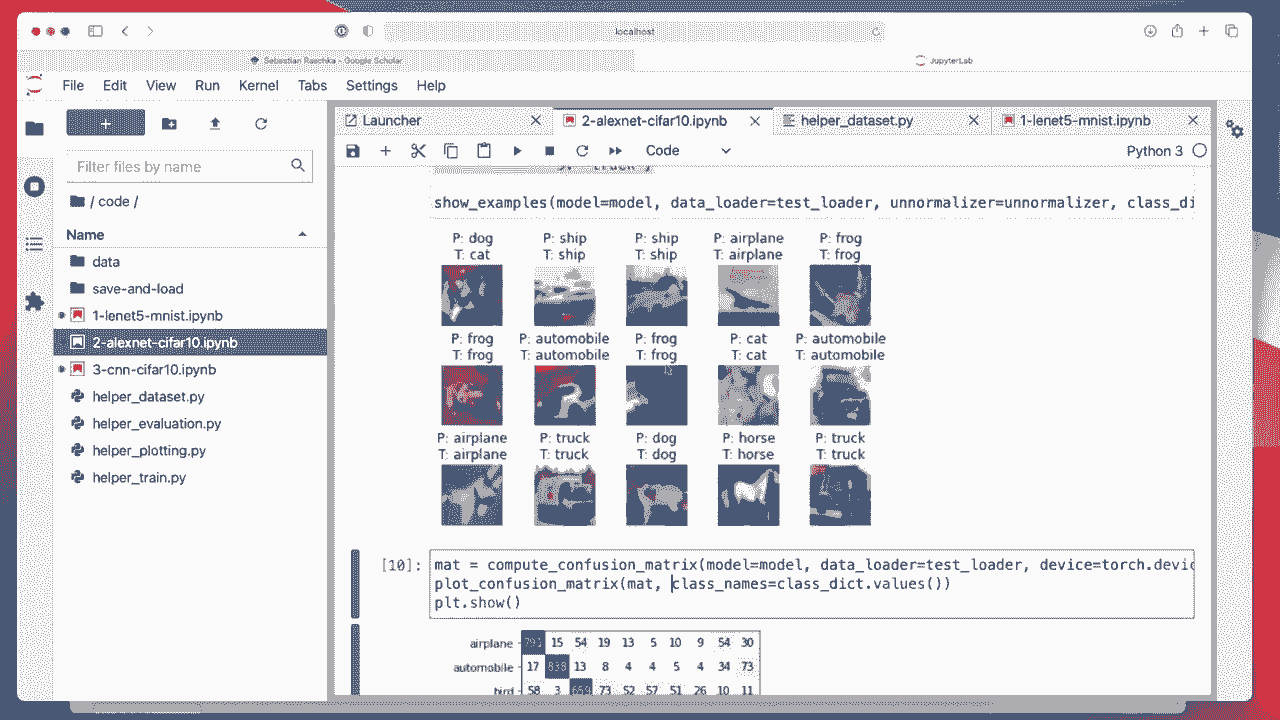 localhost
Sebastian Raschka - Google Scholar
JupyterLab
File Edit View Run Kernel Tabs Settings Help
Filter files by name
/ code /
Name
data
save-and-load
1-lenet5-mnist.ipynb
2-alexnet-cifar10.ipynb
3-cnn-cifar10.ipynb
helper_dataset.py
helper_evaluation.py
helper_plotting.py
helper_train.py
Launcher 2-alexnet-cifar10.ipynb helper_dataset.py 1-lenet5-mnist.ipynb
Code Python 3
show_examples(model=model, data_loader=test_loader, unnormalizer=unnormalizer, class_di
P: dog P: ship P: ship P: airplane P: frog
T: cat T: ship T: ship T: airplane T: frog
P: frog P: automobile P: frog P: cat P: automobile
T: frog T: automobile T: frog T: cat T: automobile
P: airplane P: truck P: dog P: horse P: truck
T: airplane T: truck T: dog T: horse T: truck
[10]: mat = compute_confusion_matrix(model=model, data_loader=test_loader, device=torch.devic
plot_confusion_matrix(mat, class_names=class_dict.values())
plt.show()
airplane 15 54 19 13 5 10 9 54 30
automobile 17 838 13 8 4 4 5 4 34 73
bird 58 3 659 73 52 57 51 26 10 11